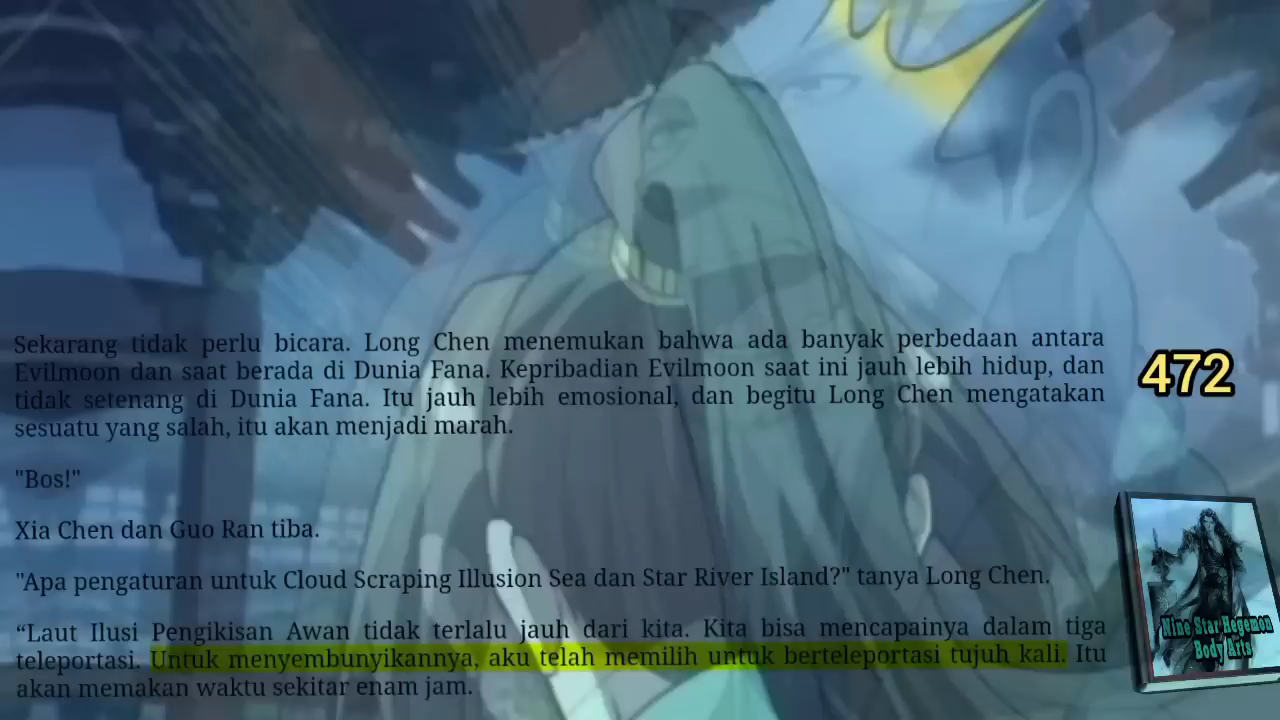 Sekarang tidak perlu bicara. Long Chen menemukan bahwa ada banyak perbedaan antara
Evilmoon dan saat berada di Dunia Fana. Kepribadian Evilmoon saat ini jauh lebih hidup, dan
tidak setenang di Dunia Fana. Itu jauh lebih emosional, dan begitu Long Chen mengatakan
sesuatu yang salah, itu akan menjadi marah.
"Bos!"
Xia Chen dan Guo Ran tiba.
"Apa pengaturan untuk Cloud Scraping Illusion Sea dan Star River Island?" tanya Long Chen.
“Laut Ilusi Pengikisan Awan tidak terlalu jauh dari kita. Kita bisa mencapainya dalam tiga
teleportasi. Untuk menyembunyikannya, aku telah memilih untuk berteleportasi tujuh kali. Itu
akan memakan waktu sekitar enam jam.
472
Nine Star Hegemon
Body Arts